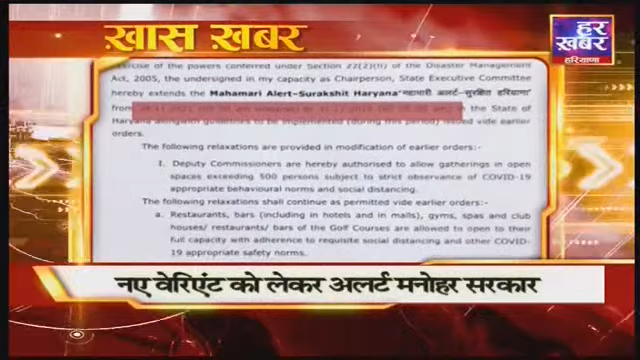 ख़ास ख़बर
हर
ख़बर
हरियाणा
exercise of the powers conferred under Section 22(2)(h) of the Disaster Management
Act, 2005, the undersigned in my capacity as Chairperson, State Executive Committee
hereby extends the Mahamari Alert-Surakshit Haryana "महामारी अलर्ट-सुरक्षित हरियाणा"
from in the State of
Haryana alongwith guidelines to be implemented (during this period) issued vide earlier
orders.
The following relaxations are provided in modification of earlier orders:-
I. Deputy Commissioners are hereby authorised to allow gatherings in open
spaces exceeding 500 persons subject to strict observance of COVID-19
appropriate behavioural norms and social distancing.
The following relaxations shall continue as permitted vide earlier orders:-
a. Restaurants, bars (including in hotels and in malls), gyms, spas and club
houses/ restaurants/ bars of the Golf Courses are allowed to open to their
full capacity with adherence to requisite social distancing and other COVID-
19 appropriate safety norms.
नए वेरिएंट को लेकर अलर्ट मनोहर सरकार